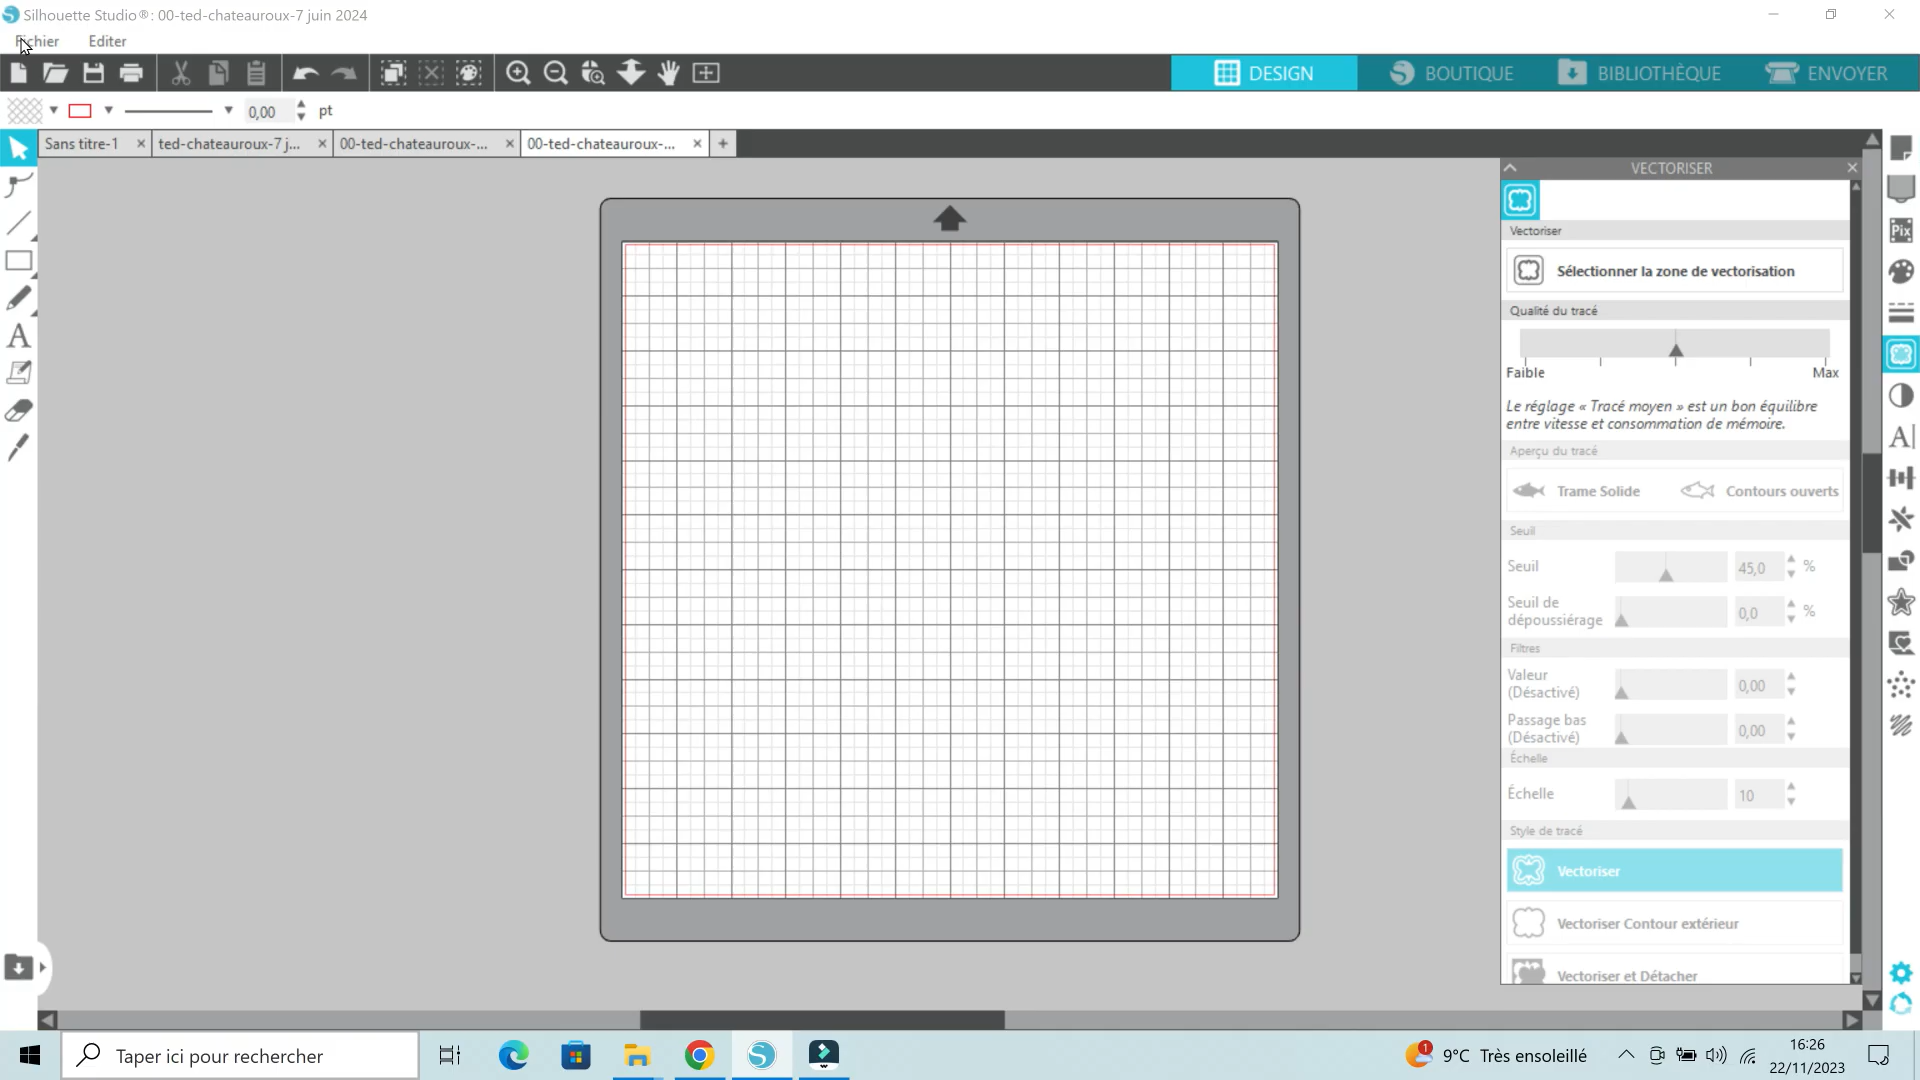 Silhouette Studio®: 00-ted-chateauroux-7 juin 2024
Fichier Editer
DESIGN BOUTIQUE BIBLIOTHÈQUE ENVOYER
0,00 pt
Sans titre-1 ted-chateauroux-7 j... 00-ted-chateauroux-... 00-ted-chateauroux-...
VECTORISER
Vectoriser
Sélectionner la zone de vectorisation
Qualité du tracé
Faible Max
Le réglage « Tracé moyen » est un bon équilibre
entre vitesse et consommation de mémoire.
Aperçu du tracé
Trame Solide Contours ouverts
Seuil
Seuil 45,0 %
Seuil de
dépoussiérage 0,0 %
Filtres
Valeur
(Désactivé) 0,00
Passage bas
(Désactivé) 0,00
Échelle
Échelle 10
Style de tracé
Vectoriser
Vectoriser Contour extérieur
Vectoriser et Détacher
Pix
A
A
Taper ici pour rechercher
1 9°C Très ensoleillé
16:26
22/11/2023